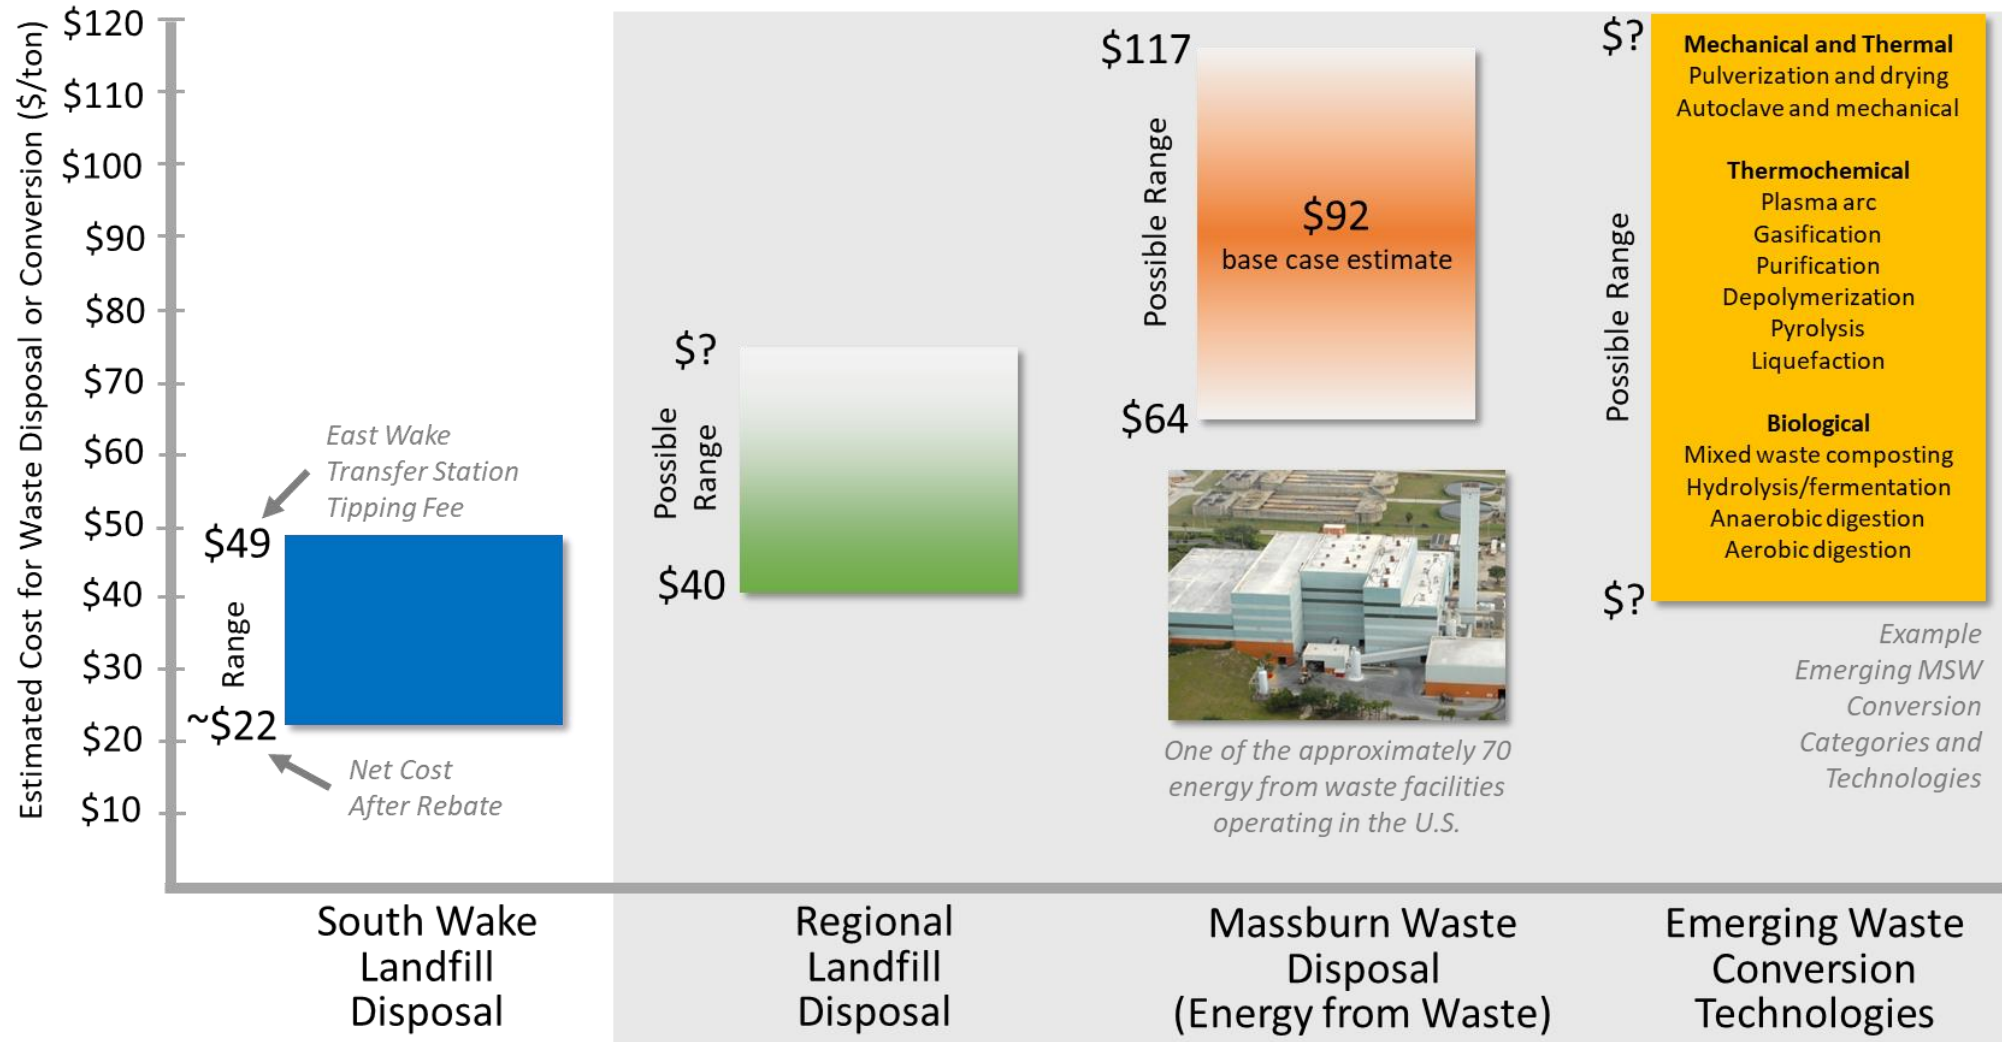 Estimated Cost for Waste Disposal or Conversion ($/ton)
$120
$110
$100
$90
$80
$70
$60
$50
$40
$30
$20
$10
East Wake
Transfer Station
Tipping Fee
$49
Range
~$22
Net Cost
After Rebate
South Wake
Landfill
Disposal
$?
Possible
Range
$40
Regional
Landfill
Disposal
$117
Possible Range
$92
base case estimate
$64
One of the approximately 70
energy from waste facilities
operating in the U.S.
Massburn Waste
Disposal
(Energy from Waste)
$?
Possible Range
$?
Mechanical and Thermal
Pulverization and drying
Autoclave and mechanical
Thermochemical
Plasma arc
Gasification
Purification
Depolymerization
Pyrolysis
Liquefaction
Biological
Mixed waste composting
Hydrolysis/fermentation
Anaerobic digestion
Aerobic digestion
Example
Emerging MSW
Conversion
Categories and
Technologies
Emerging Waste
Conversion
Technologies